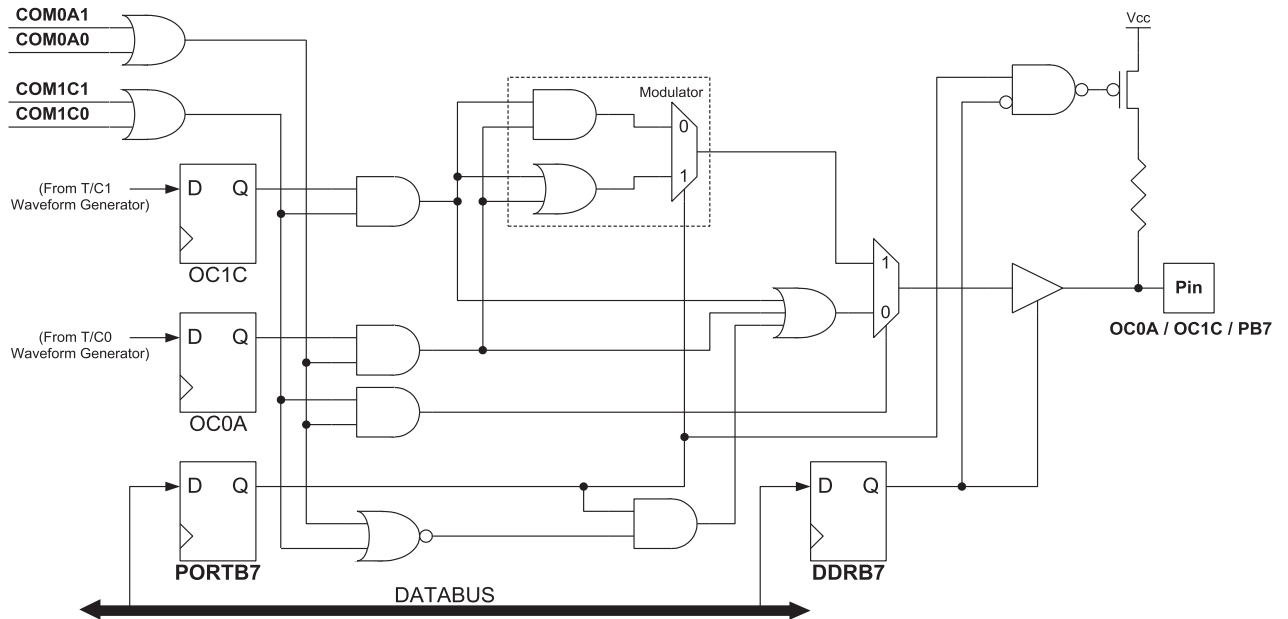 COM0A1
COM0A0
Vcc
COM1C1
COM1C0
Modulator
0
1
(From T/C1
Waveform Generator)
D Q
OC1C
1
0
Pin
OC0A / OC1C / PB7
(From T/C0
Waveform Generator)
D Q
OC0A
D Q
PORTB7
D Q
DDRB7
DATABUS